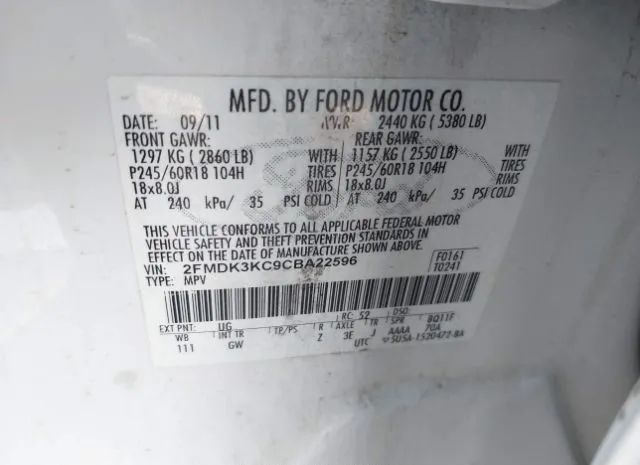 MFD. BY FORD MOTOR CO.
DATE: 09/11 GVWR: 2440 KG ( 5380 LB)
FRONT GAWR: REAR GAWR:
1297 KG ( 2860 LB) WITH 1157 KG ( 2550 LB) WITH
P245/60R18 104H TIRES P245/60R18 104H TIRES
18x8.0J RIMS 18x8.0J RIMS
AT 240 kPa/ 35 PSI COLD AT 240 kPa/ 35 PSI COLD
THIS VEHICLE CONFORMS TO ALL APPLICABLE FEDERAL MOTOR
VEHICLE SAFETY AND THEFT PREVENTION STANDARDS IN
EFFECT ON THE DATE OF MANUFACTURE SHOWN ABOVE.
VIN: 2FMDK3KC9CBA22596 F0161
TYPE: MPV T0241
RC: 52 DSO:
EXT PNT: UG TP/PS R AXLE TR SPR BQ11F
WB INT TR Z 3E J AAAA 70A
111 GW UTC